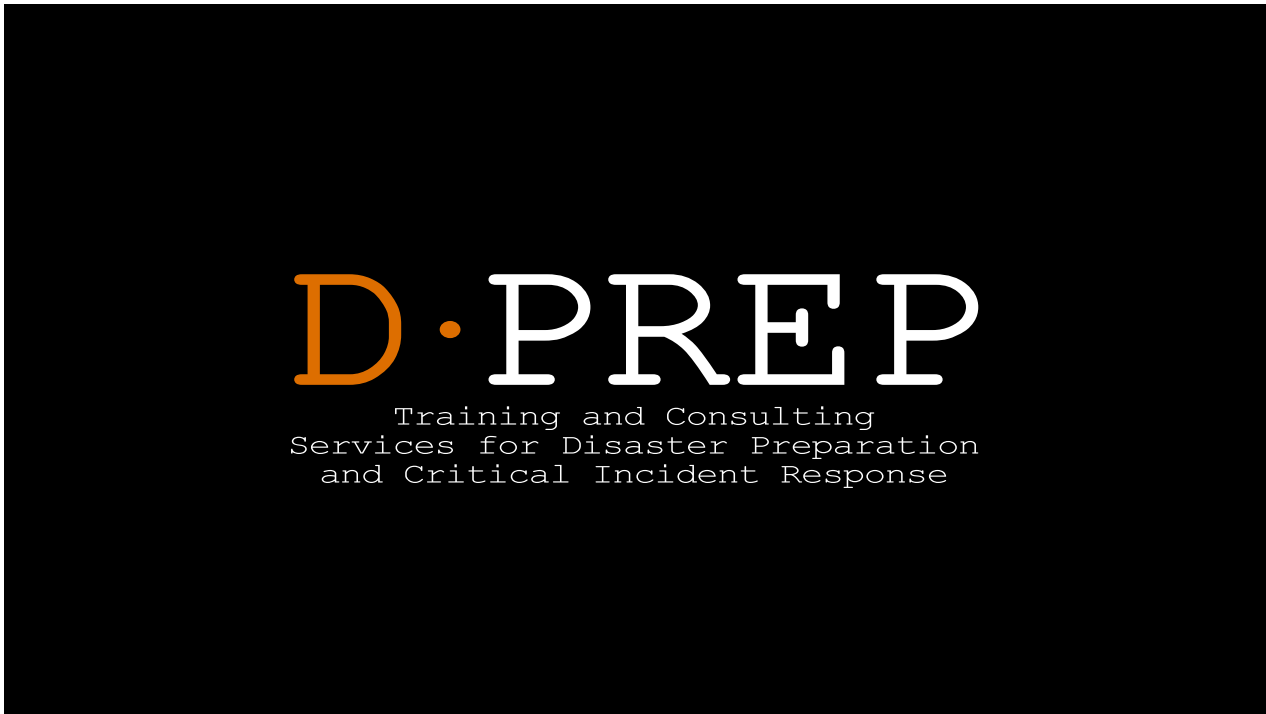 D·PREP
Training and Consulting
Services for Disaster Preparation
and Critical Incident Response